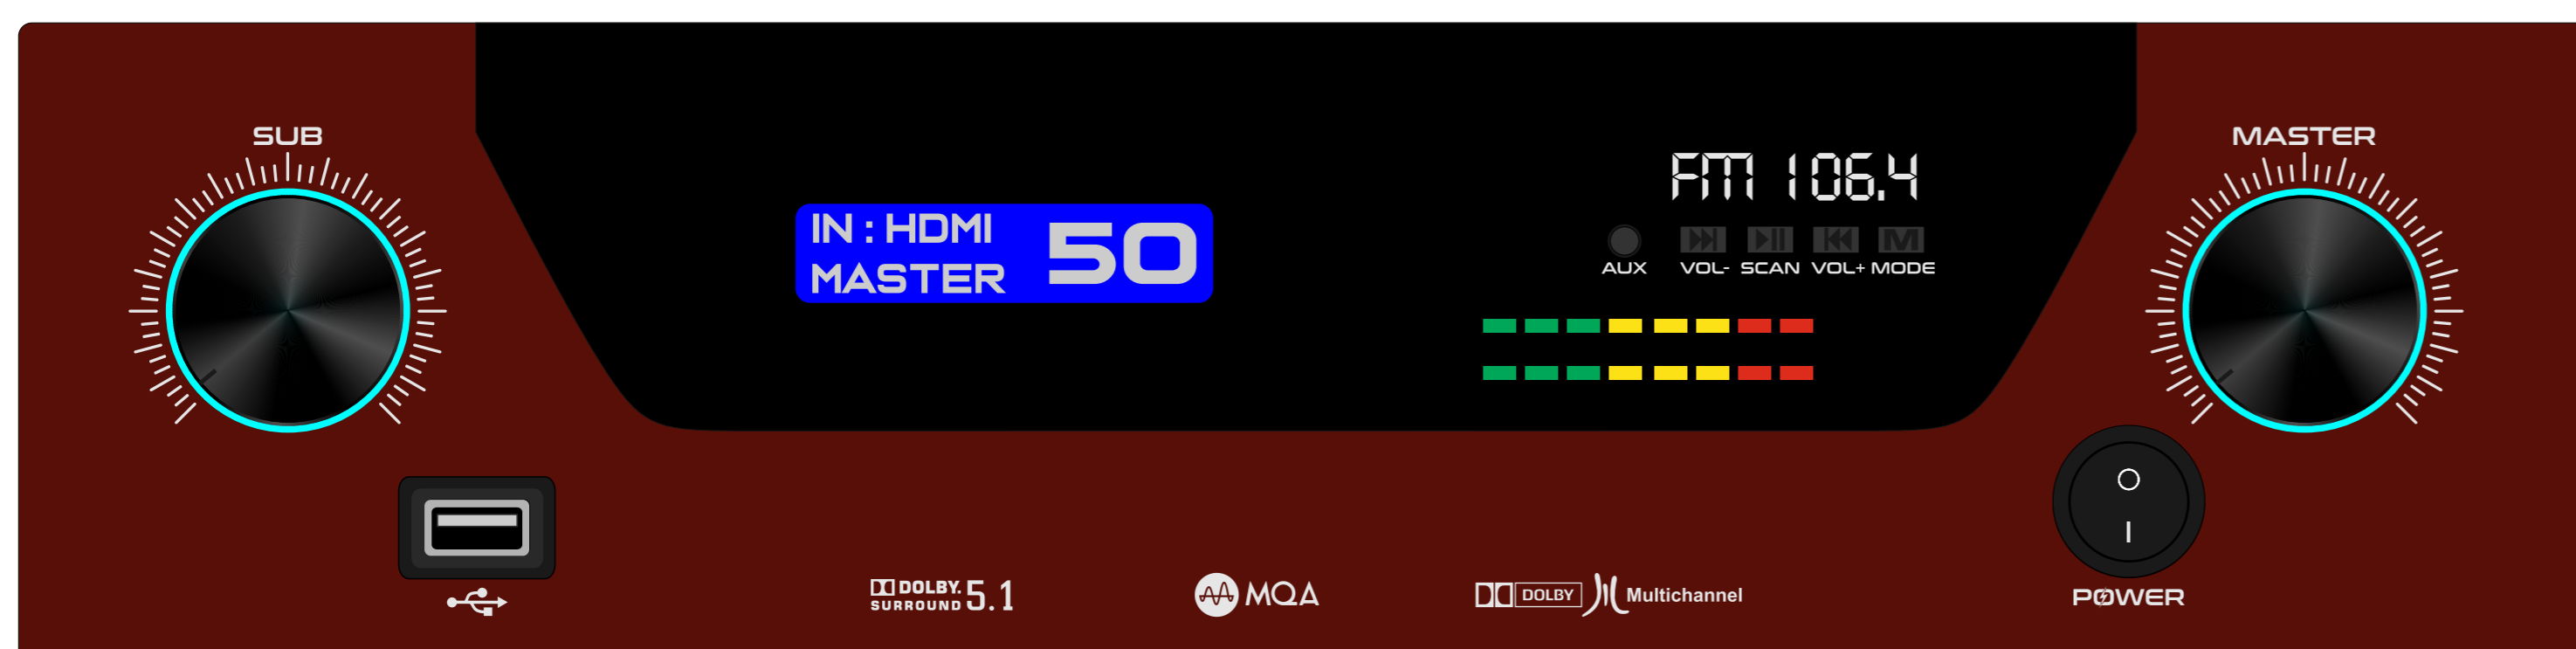 SUB
MASTER
FM 106.4
IN : HDMI
MASTER
50
M
AUX VOL- SCAN VOL+ MODE
DOLBY.
SURROUND 5.1
MQA
DOLBY Multichannel
POWER